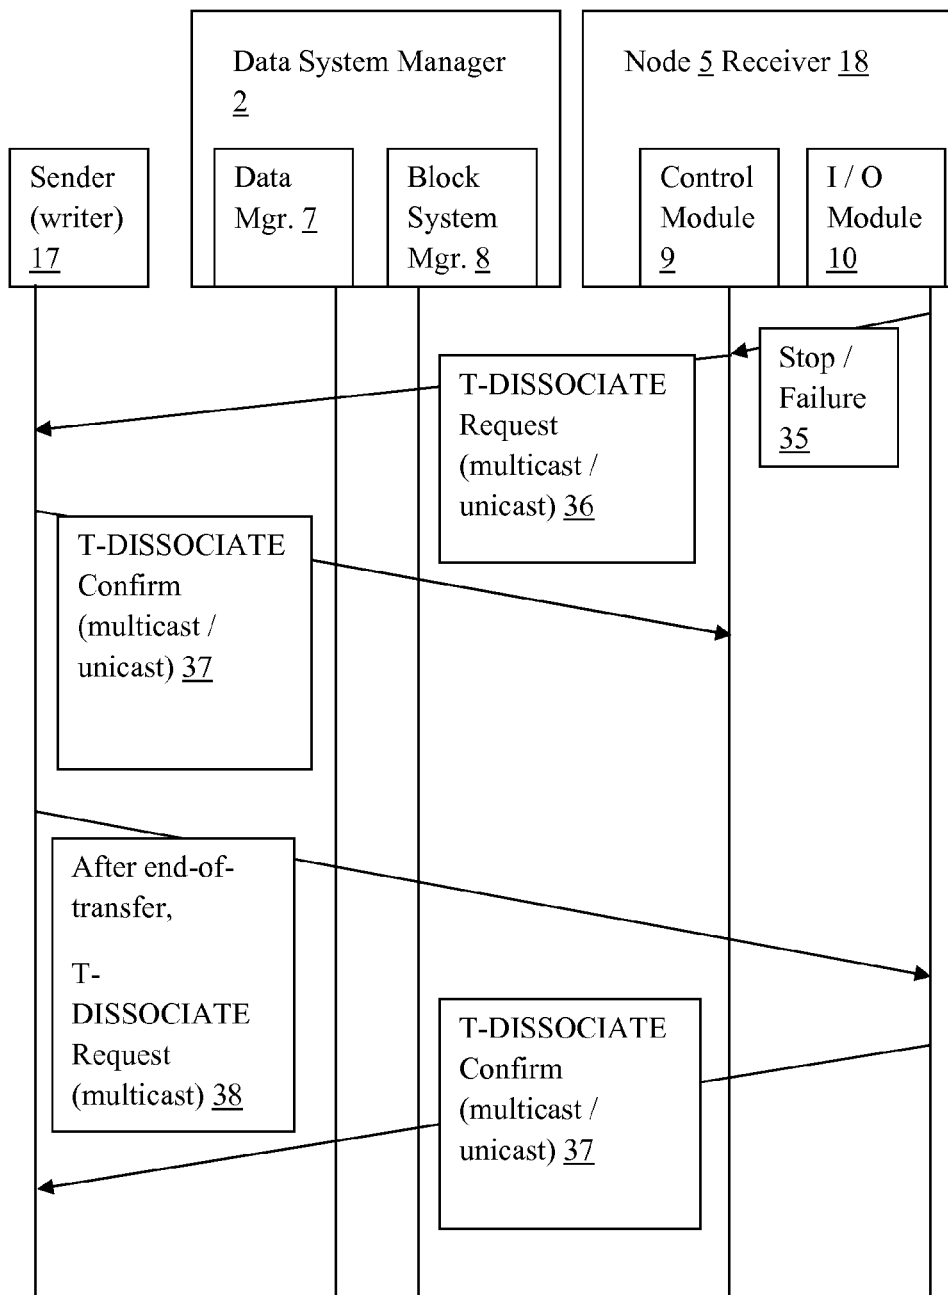 Data System Manager
2
Node 5 Receiver 18
Sender
(writer)
17
Data
Mgr. 7
Block
System
Mgr. 8
Control
Module
9
I / O
Module
10
Stop /
Failure
35
T-DISSOCIATE
Request
(multicast /
unicast) 36
T-DISSOCIATE
Confirm
(multicast /
unicast) 37
After end-of-
transfer,
T-
DISSOCIATE
Request
(multicast) 38
T-DISSOCIATE
Confirm
(multicast /
unicast) 37